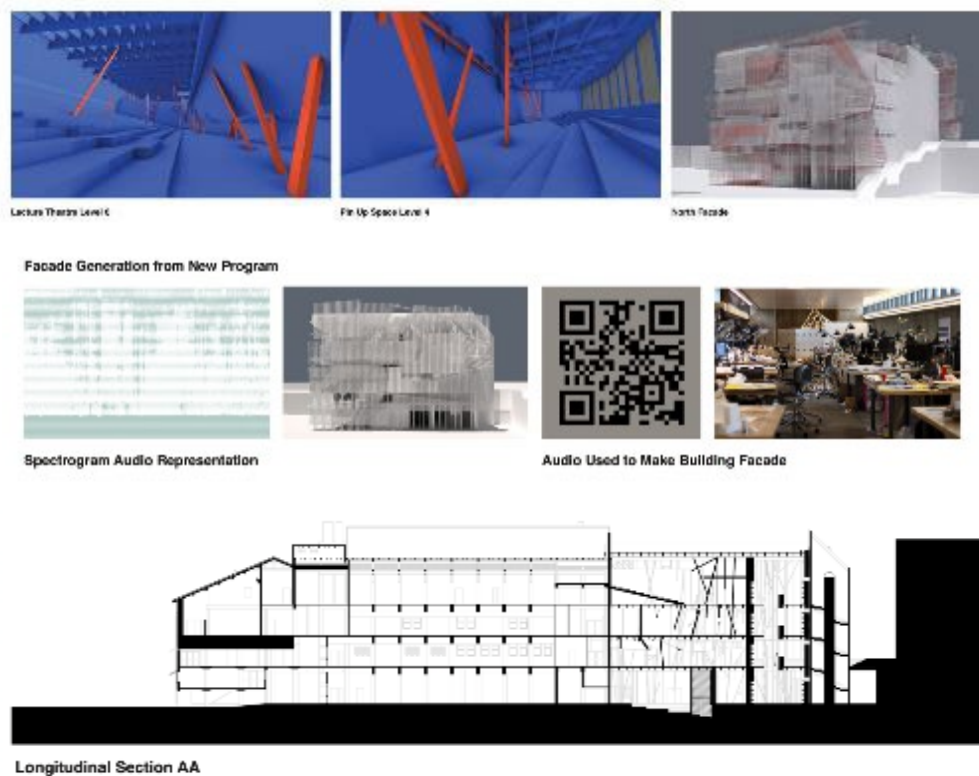 Lecture Theatre Level 6
Pin Up Space Level 4
North Facade
Facade Generation from New Program
Spectrogram Audio Representation
Audio Used to Make Building Facade
Longitudinal Section AA